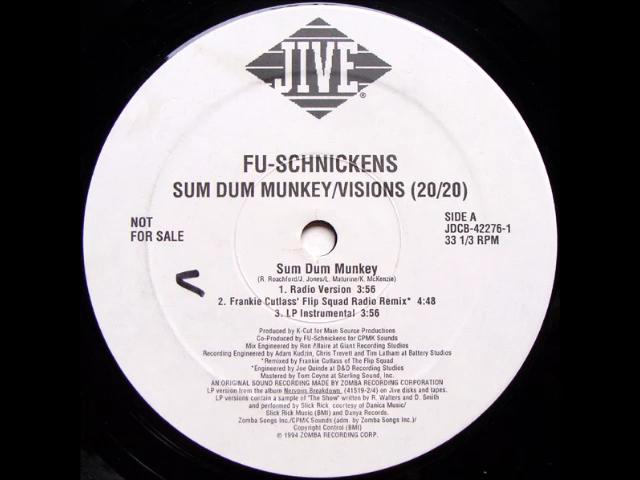 JIVE
®
FU-SCHNICKENS
SUM DUM MUNKEY/VISIONS (20/20)
NOT
FOR SALE
SIDE A
JDCB-42276-1
33 1/3 RPM
Sum Dum Munkey
(R. Roachford/J. Jones/L. Maturine/K. McKenzie)
1. Radio Version 3:56
2. Frankie Cutlass' Flip Squad Radio Remix* 4:48
3. LP Instrumental 3:56
Produced by K-Cut for Main Source Productions
Co-Produced by FU-Schnickens for CPMK Sounds
Mix Engineered by Ron Allaire at Giant Recording Studios
Recording Engineered by Adam Kudzin, Chris Trevett and Tim Latham at Battery Studios
*Remixed by Frankie Cutlass of The Flip Squad
*Engineered by Joe Quinde at D&D Recording Studios
Mastered by Tom Coyne at Sterling Sound, Inc.
AN ORIGINAL SOUND RECORDING MADE BY ZOMBA RECORDING CORPORATION
LP version from the album Nervous Breakdown (41519-2/4) on Jive disks and tapes.
LP versions contain a sample of "The Show" written by R. Walters and D. Smith
and performed by Slick Rick, courtesy of Danica Music/
Slick Rick Music (BMI) and Danya Records.
Zomba Songs Inc./CPMK Sounds (adm. by Zomba Songs Inc.)/
Copyright Control (BMI)
© 1994 ZOMBA RECORDING CORP.